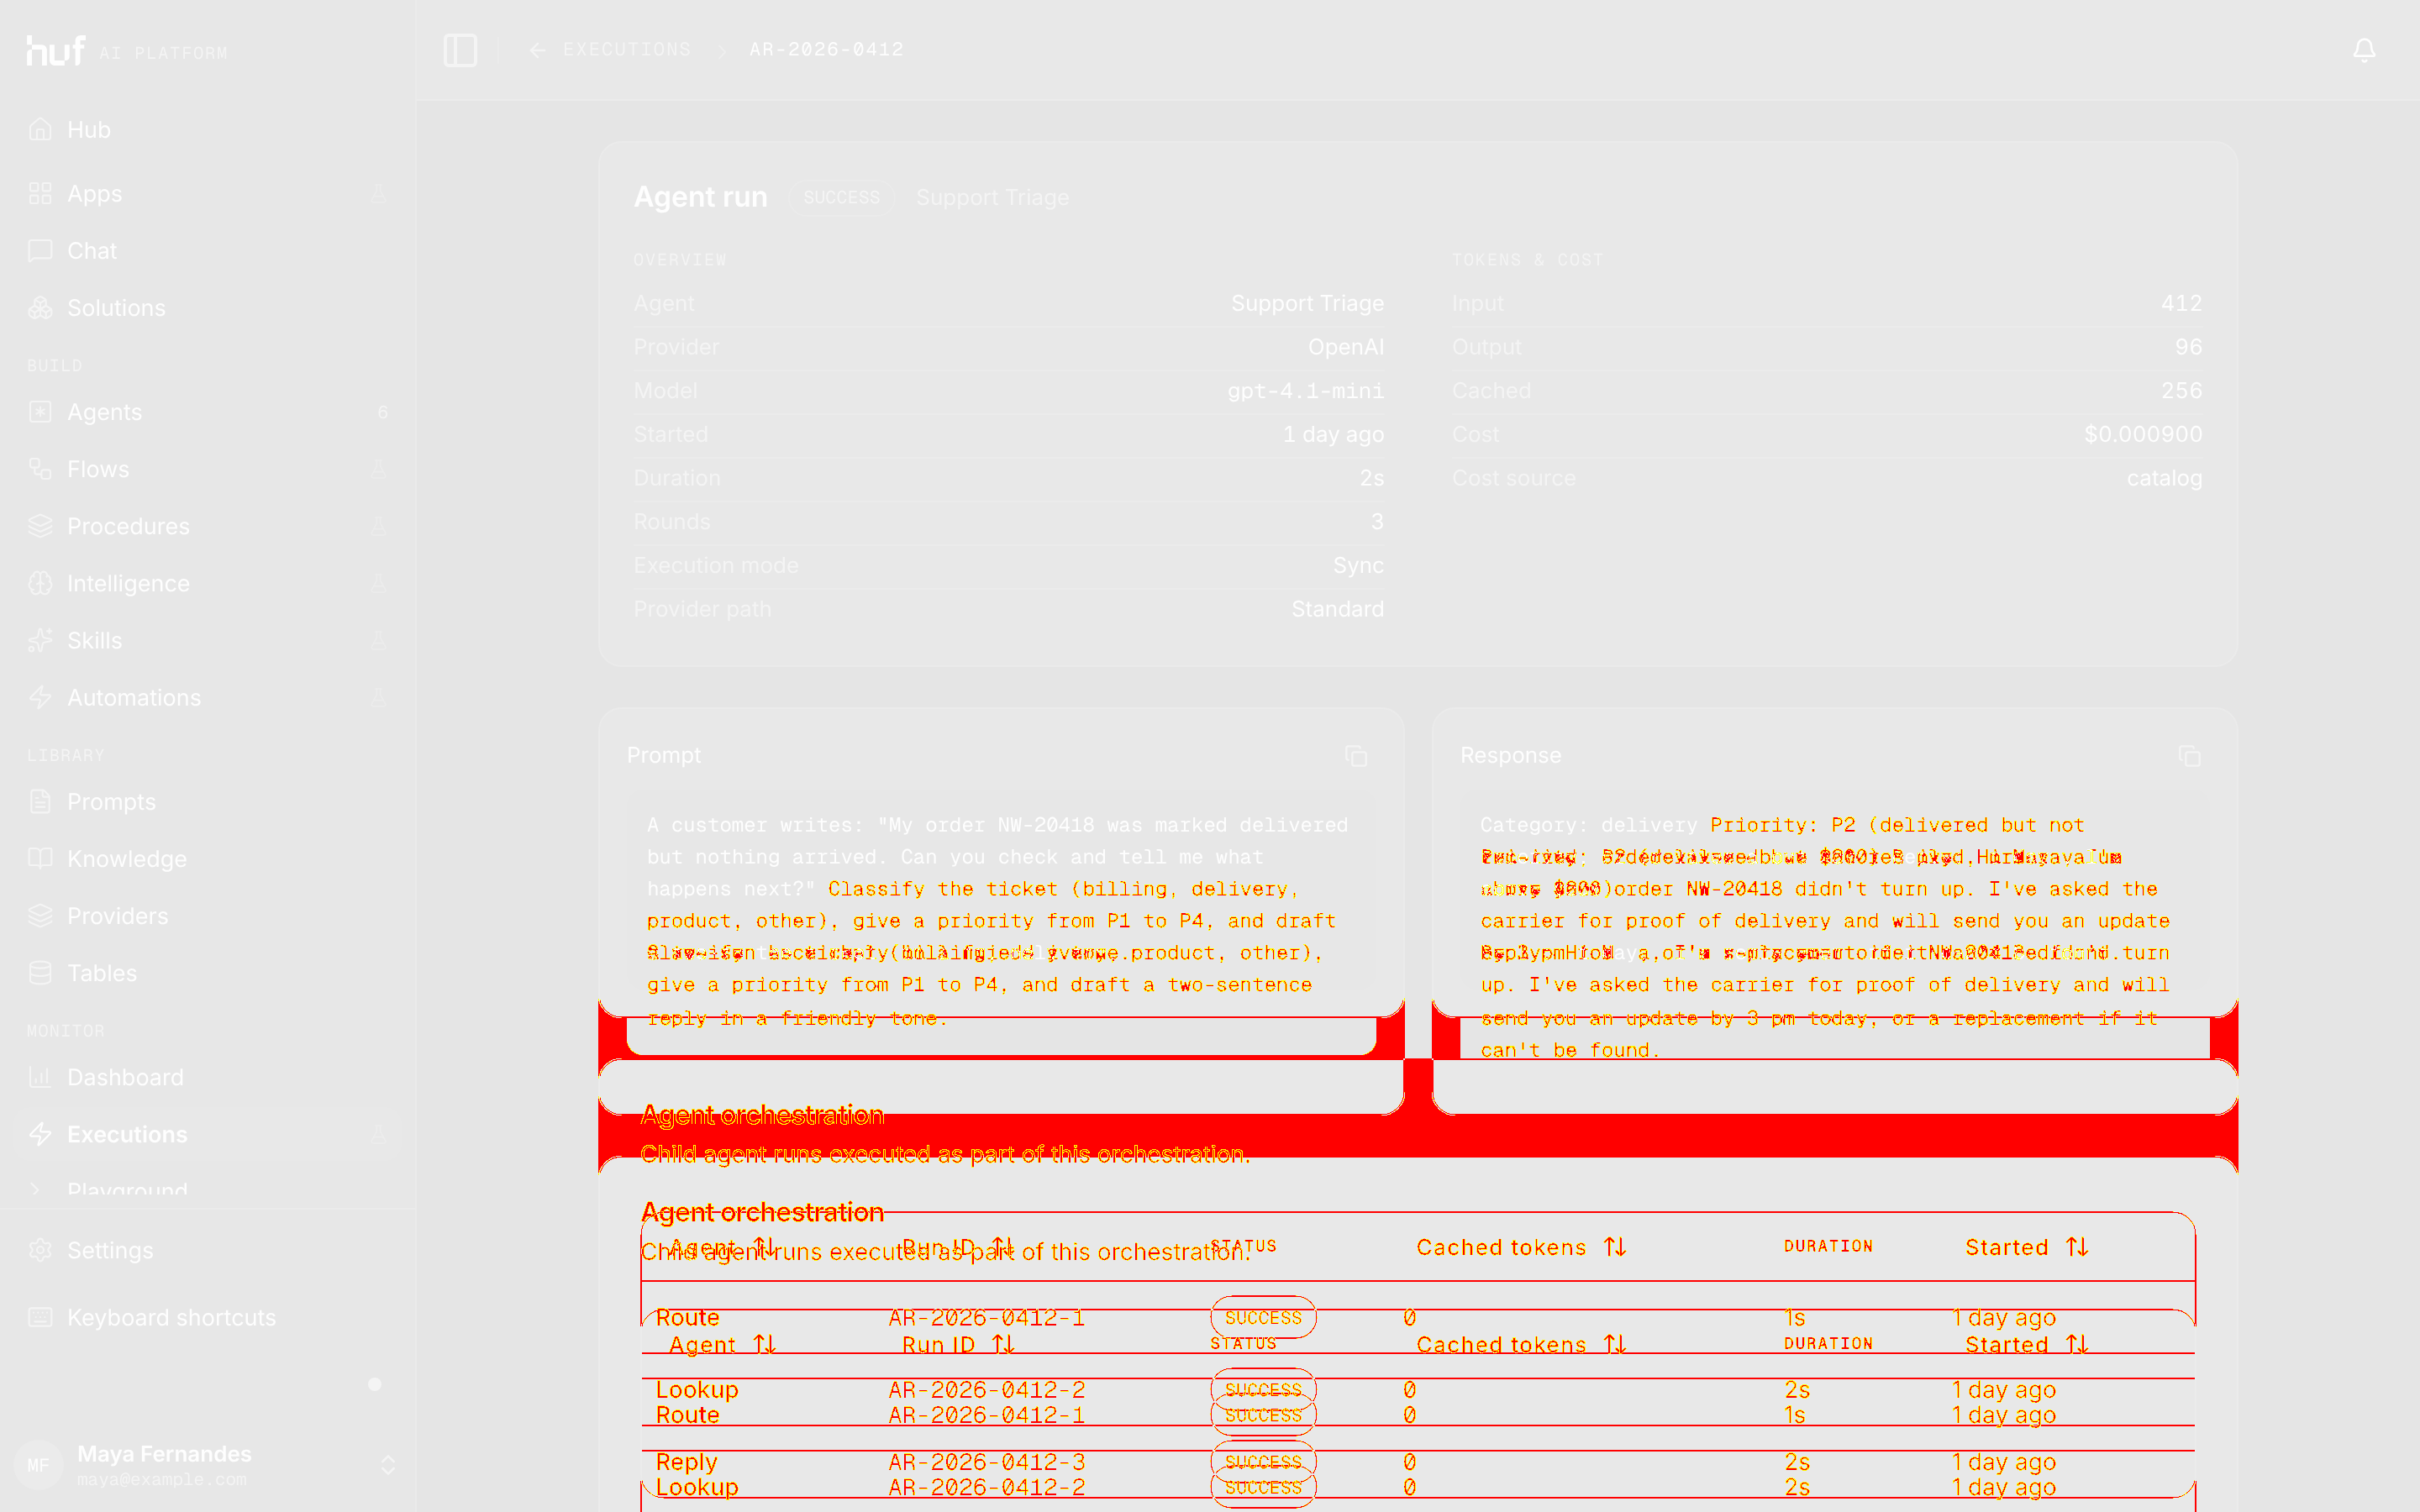 huf AI PLATFORM
EXECUTIONS
AR-2026-0412
Hub
Apps
Chat
Solutions
BUILD
Agents 6
Flows
Procedures
Intelligence
Skills
Automations
LIBRARY
Prompts
Knowledge
Providers
Tables
MONITOR
Dashboard
Executions
Playground
Settings
Keyboard shortcuts
MF
Maya Fernandes
maya@example.com
Agent run SUCCESS Support Triage
OVERVIEW
Agent Support Triage
Provider OpenAI
Model gpt-4.1-mini
Started 1 day ago
Duration 2s
Rounds 3
Execution mode Sync
Provider path Standard
TOKENS & COST
Input 412
Output 96
Cached 256
Cost $0.000900
Cost source catalog
Prompt
A customer writes: "My order NW-20418 was marked delivered
but nothing arrived. Can you check and tell me what
happens next?" Classify the ticket (billing, delivery,
product, other), give a priority from P1 to P4, and draft
product, other),
give a priority from P1 to P4, and draft a two-sentence
reply in a friendly tone.
Response
Category: delivery Priority: P2 (delivered but not
order NW-20418 didn't turn up. I've asked the
carrier for proof of delivery and will send you an update
turn
up. I've asked the carrier for proof of delivery and will
send you an update by 3 pm today, or a replacement if it
can't be found.
Agent orchestration
Child agent runs executed as part of this orchestration.
Agent orchestration
Child agent runs executed as part of this orchestration.
Agent Run ID STATUS Cached tokens DURATION Started
Route AR-2026-0412-1 SUCCESS 0 1s 1 day ago
Agent Run ID STATUS Cached tokens DURATION Started
Lookup AR-2026-0412-2 SUCCESS 0 2s 1 day ago
Route AR-2026-0412-1 SUCCESS 0 1s 1 day ago
Reply AR-2026-0412-3 SUCCESS 0 2s 1 day ago
Lookup AR-2026-0412-2 SUCCESS 0 2s 1 day ago